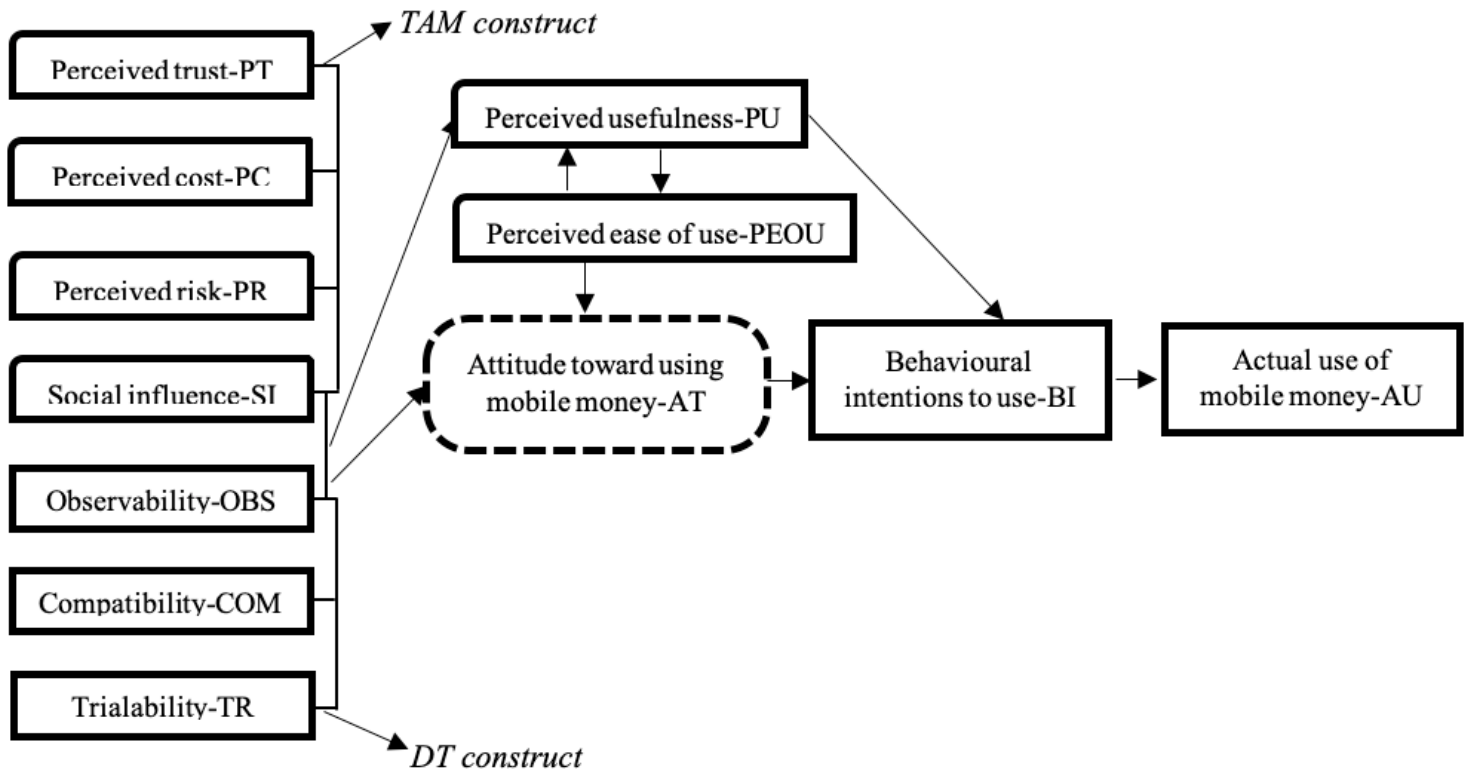 TAM construct
Perceived trust-PT
Perceived cost-PC
Perceived risk-PR
Social influence-SI
Observability-OBS
Compatibility-COM
Trialability-TR
DT construct
Perceived usefulness-PU
Perceived ease of use-PEOU
Attitude toward using
mobile money-AT
Behavioural
intentions to use-BI
Actual use of
mobile money-AU